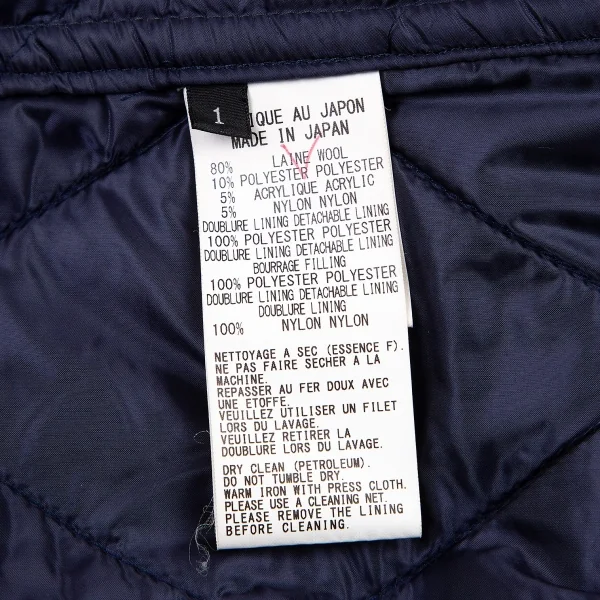 1
IQUE AU JAPON
MADE IN JAPAN
80% LAINE WOOL
10% POLYESTER POLYESTER
5% ACRYLIQUE ACRYLIC
5% NYLON NYLON
DOUBLURE LINING DETACHABLE LINING
100% POLYESTER POLYESTER
DOUBLURE LINING DETACHABLE LINING
BOURRAGE FILLING
100% POLYESTER POLYESTER
DOUBLURE LINING DETACHABLE LINING
DOUBLURE LINING
100% NYLON NYLON
NETTOYAGE A SEC (ESSENCE F).
NE PAS FAIRE SECHER A LA
MACHINE.
REPASSER AU FER DOUX AVEC
UNE ETOFFE.
VEUILLEZ UTILISER UN FILET
LORS DU LAVAGE.
VEUILLEZ RETIRER LA
DOUBLURE LORS DU LAVAGE.
DRY CLEAN (PETROLEUM).
DO NOT TUMBLE DRY.
WARM IRON WITH PRESS CLOTH.
PLEASE USE A CLEANING NET.
PLEASE REMOVE THE LINING
BEFORE CLEANING.